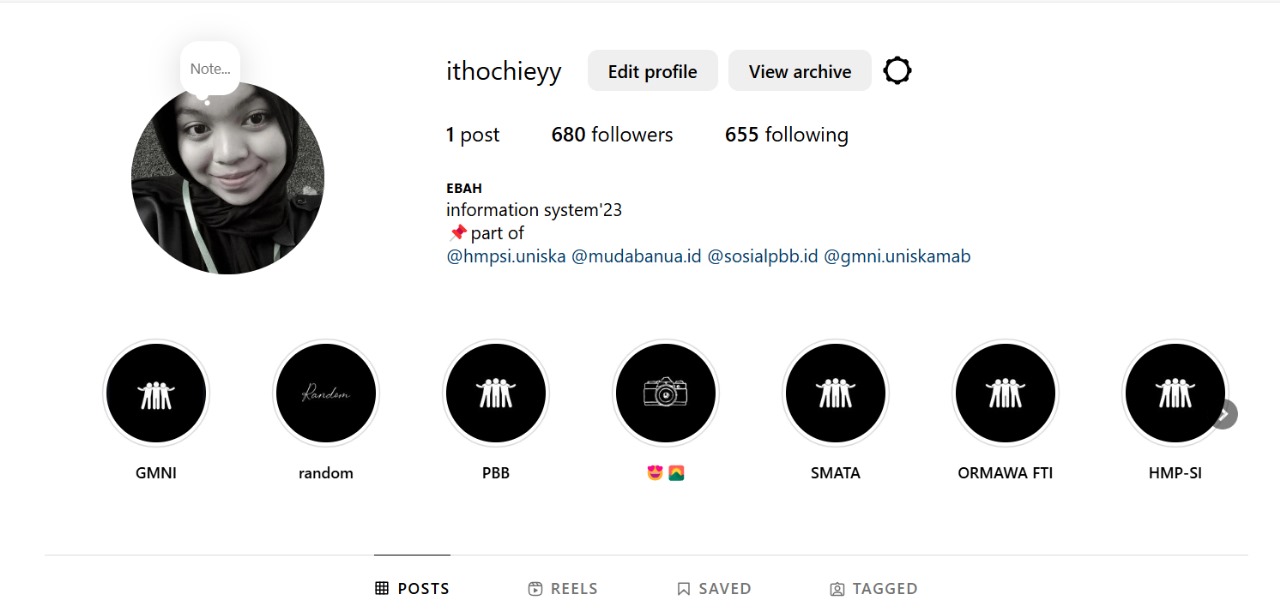 Note...
ithochieyy Edit profile View archive
1 post 680 followers 655 following
EBAH
information system'23
📌 part of
@hmpsi.uniska @mudabanua.id @sosialpbb.id @gmni.uniskamab
Random
GMNI random PBB 😍 🌄 SMATA ORMAWA FTI HMP-SI
POSTS REELS SAVED TAGGED